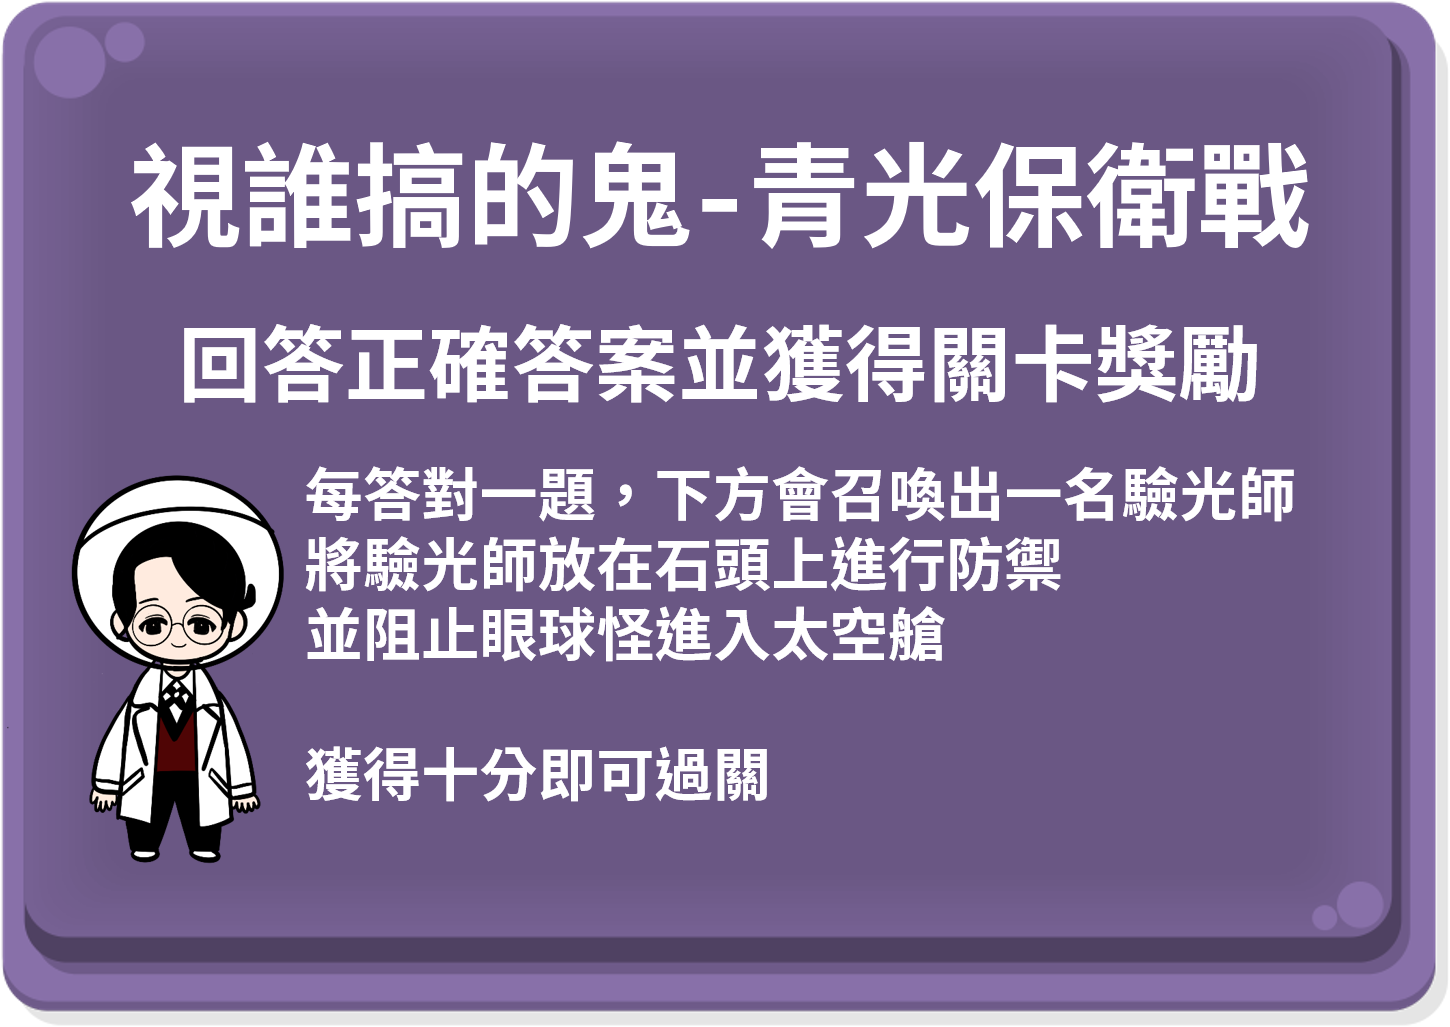 視誰搞的鬼-青光保衛戰
回答正確答案並獲得關卡獎勵
每答對一題，下方會召喚出一名驗光師
將驗光師放在石頭上進行防禦
並阻止眼球怪進入太空艙
獲得十分即可過關